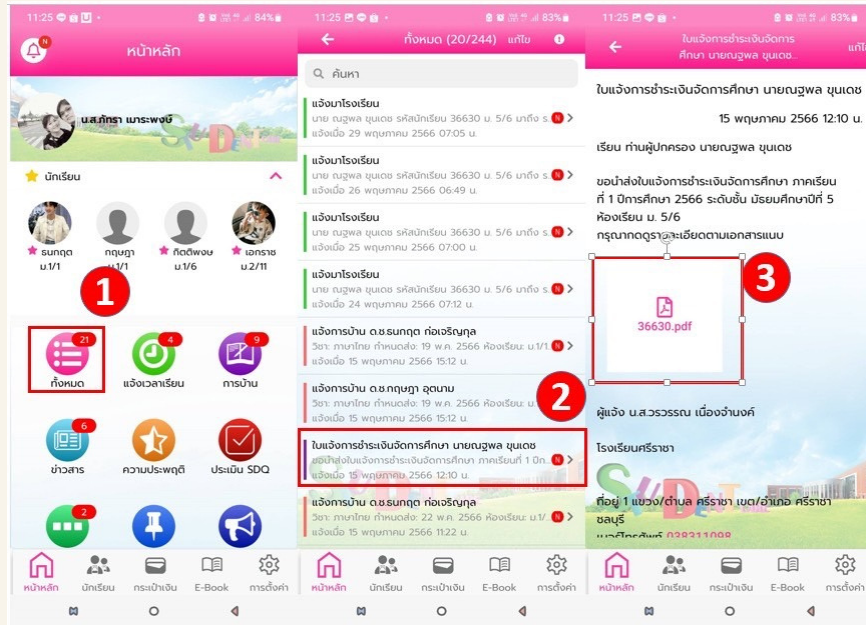 11:25
84%
หน้าหลัก
น.ส.ภัทรา เมาระพงษ์
นักเรียน
ธนกฤต
ม.1/1
กฤษฎา
ม.1/1
กิตติพงษ
ม.1/6
เอกราช
ม.2/11
1
21
ทั้งหมด
4
แจ้งเวลาเรียน
9
การบ้าน
6
ข่าวสาร
ความประพฤติ
ประเมิน SDQ
2
หน้าหลัก
นักเรียน
กระเป๋าเงิน
E-Book
การตั้งค่า
11:25
83%
ทั้งหมด (20/244) แก้ไข
ค้นหา
แจ้งมาโรงเรียน
นาย ณฐพล ขุนเดช รหัสนักเรียน 36630 ม. 5/6 มาถึง ร.
แจ้งเมื่อ 29 พฤษภาคม 2566 07:05 น.
แจ้งมาโรงเรียน
นาย ณฐพล ขุนเดช รหัสนักเรียน 36630 ม. 5/6 มาถึง ร.
แจ้งเมื่อ 26 พฤษภาคม 2566 06:49 น.
แจ้งมาโรงเรียน
นาย ณฐพล ขุนเดช รหัสนักเรียน 36630 ม. 5/6 มาถึง ร.
แจ้งเมื่อ 25 พฤษภาคม 2566 07:00 น.
แจ้งมาโรงเรียน
นาย ณฐพล ขุนเดช รหัสนักเรียน 36630 ม. 5/6 มาถึง ร.
แจ้งเมื่อ 24 พฤษภาคม 2566 07:12 น.
แจ้งการบ้าน ด.ช.ธนกฤต ก่อเจริญกุล
วิชา: ภาษาไทย กำหนดส่ง: 19 พ.ค. 2566 ห้องเรียน: ม.1/1
แจ้งเมื่อ 15 พฤษภาคม 2566 15:12 น.
แจ้งการบ้าน ด.ช.กฤษฎา อุตนาม
วิชา: ภาษาไทย กำหนดส่ง: 19 พ.ค. 2566 ห้องเรียน: ม.
แจ้งเมื่อ 15 พฤษภาคม 2566 15:12 น.
2
ใบแจ้งการชำระเงินจัดการศึกษา นายณฐพล ขุนเดช
ขอนำส่งใบแจ้งการชำระเงินจัดการศึกษา ภาคเรียนที่ 1 ปีก...
แจ้งเมื่อ 15 พฤษภาคม 2566 12:10 น.
แจ้งการบ้าน ด.ช.ธนกฤต ก่อเจริญกุล
วิชา: ภาษาไทย กำหนดส่ง: 22 พ.ค. 2566 ห้องเรียน: ม.1/
แจ้งเมื่อ 15 พฤษภาคม 2566 11:22 น.
หน้าหลัก
นักเรียน
กระเป๋าเงิน
E-Book
การตั้งค่า
11:25
83%
ใบแจ้งการชำระเงินจัดการ
ศึกษา นายณฐพล ขุนเดช...
ใบแจ้งการชำระเงินจัดการศึกษา นายณฐพล ขุนเดช
15 พฤษภาคม 2566 12:10 น.
เรียน ท่านผู้ปกครอง นายณฐพล ขุนเดช
ขอนำส่งใบแจ้งการชำระเงินจัดการศึกษา ภาคเรียน
ที่ 1 ปีการศึกษา 2566 ระดับชั้น มัธยมศึกษาปีที่ 5
ห้องเรียน ม. 5/6
กรุณากดดูรายละเอียดตามเอกสารแนบ
3
36630.pdf
ผู้แจ้ง น.ส.วรวรรณ เนื่องจำนงค์
โรงเรียนศรีราชา
ที่อยู่ 1 แขวง/ตำบล ศรีราชา เขต/อำเภอ ศรีราชา
ชลบุรี
เบอร์โทรศัพท์ 038311098
หน้าหลัก
นักเรียน
กระเป๋าเงิน
E-Book
การตั้งค่า